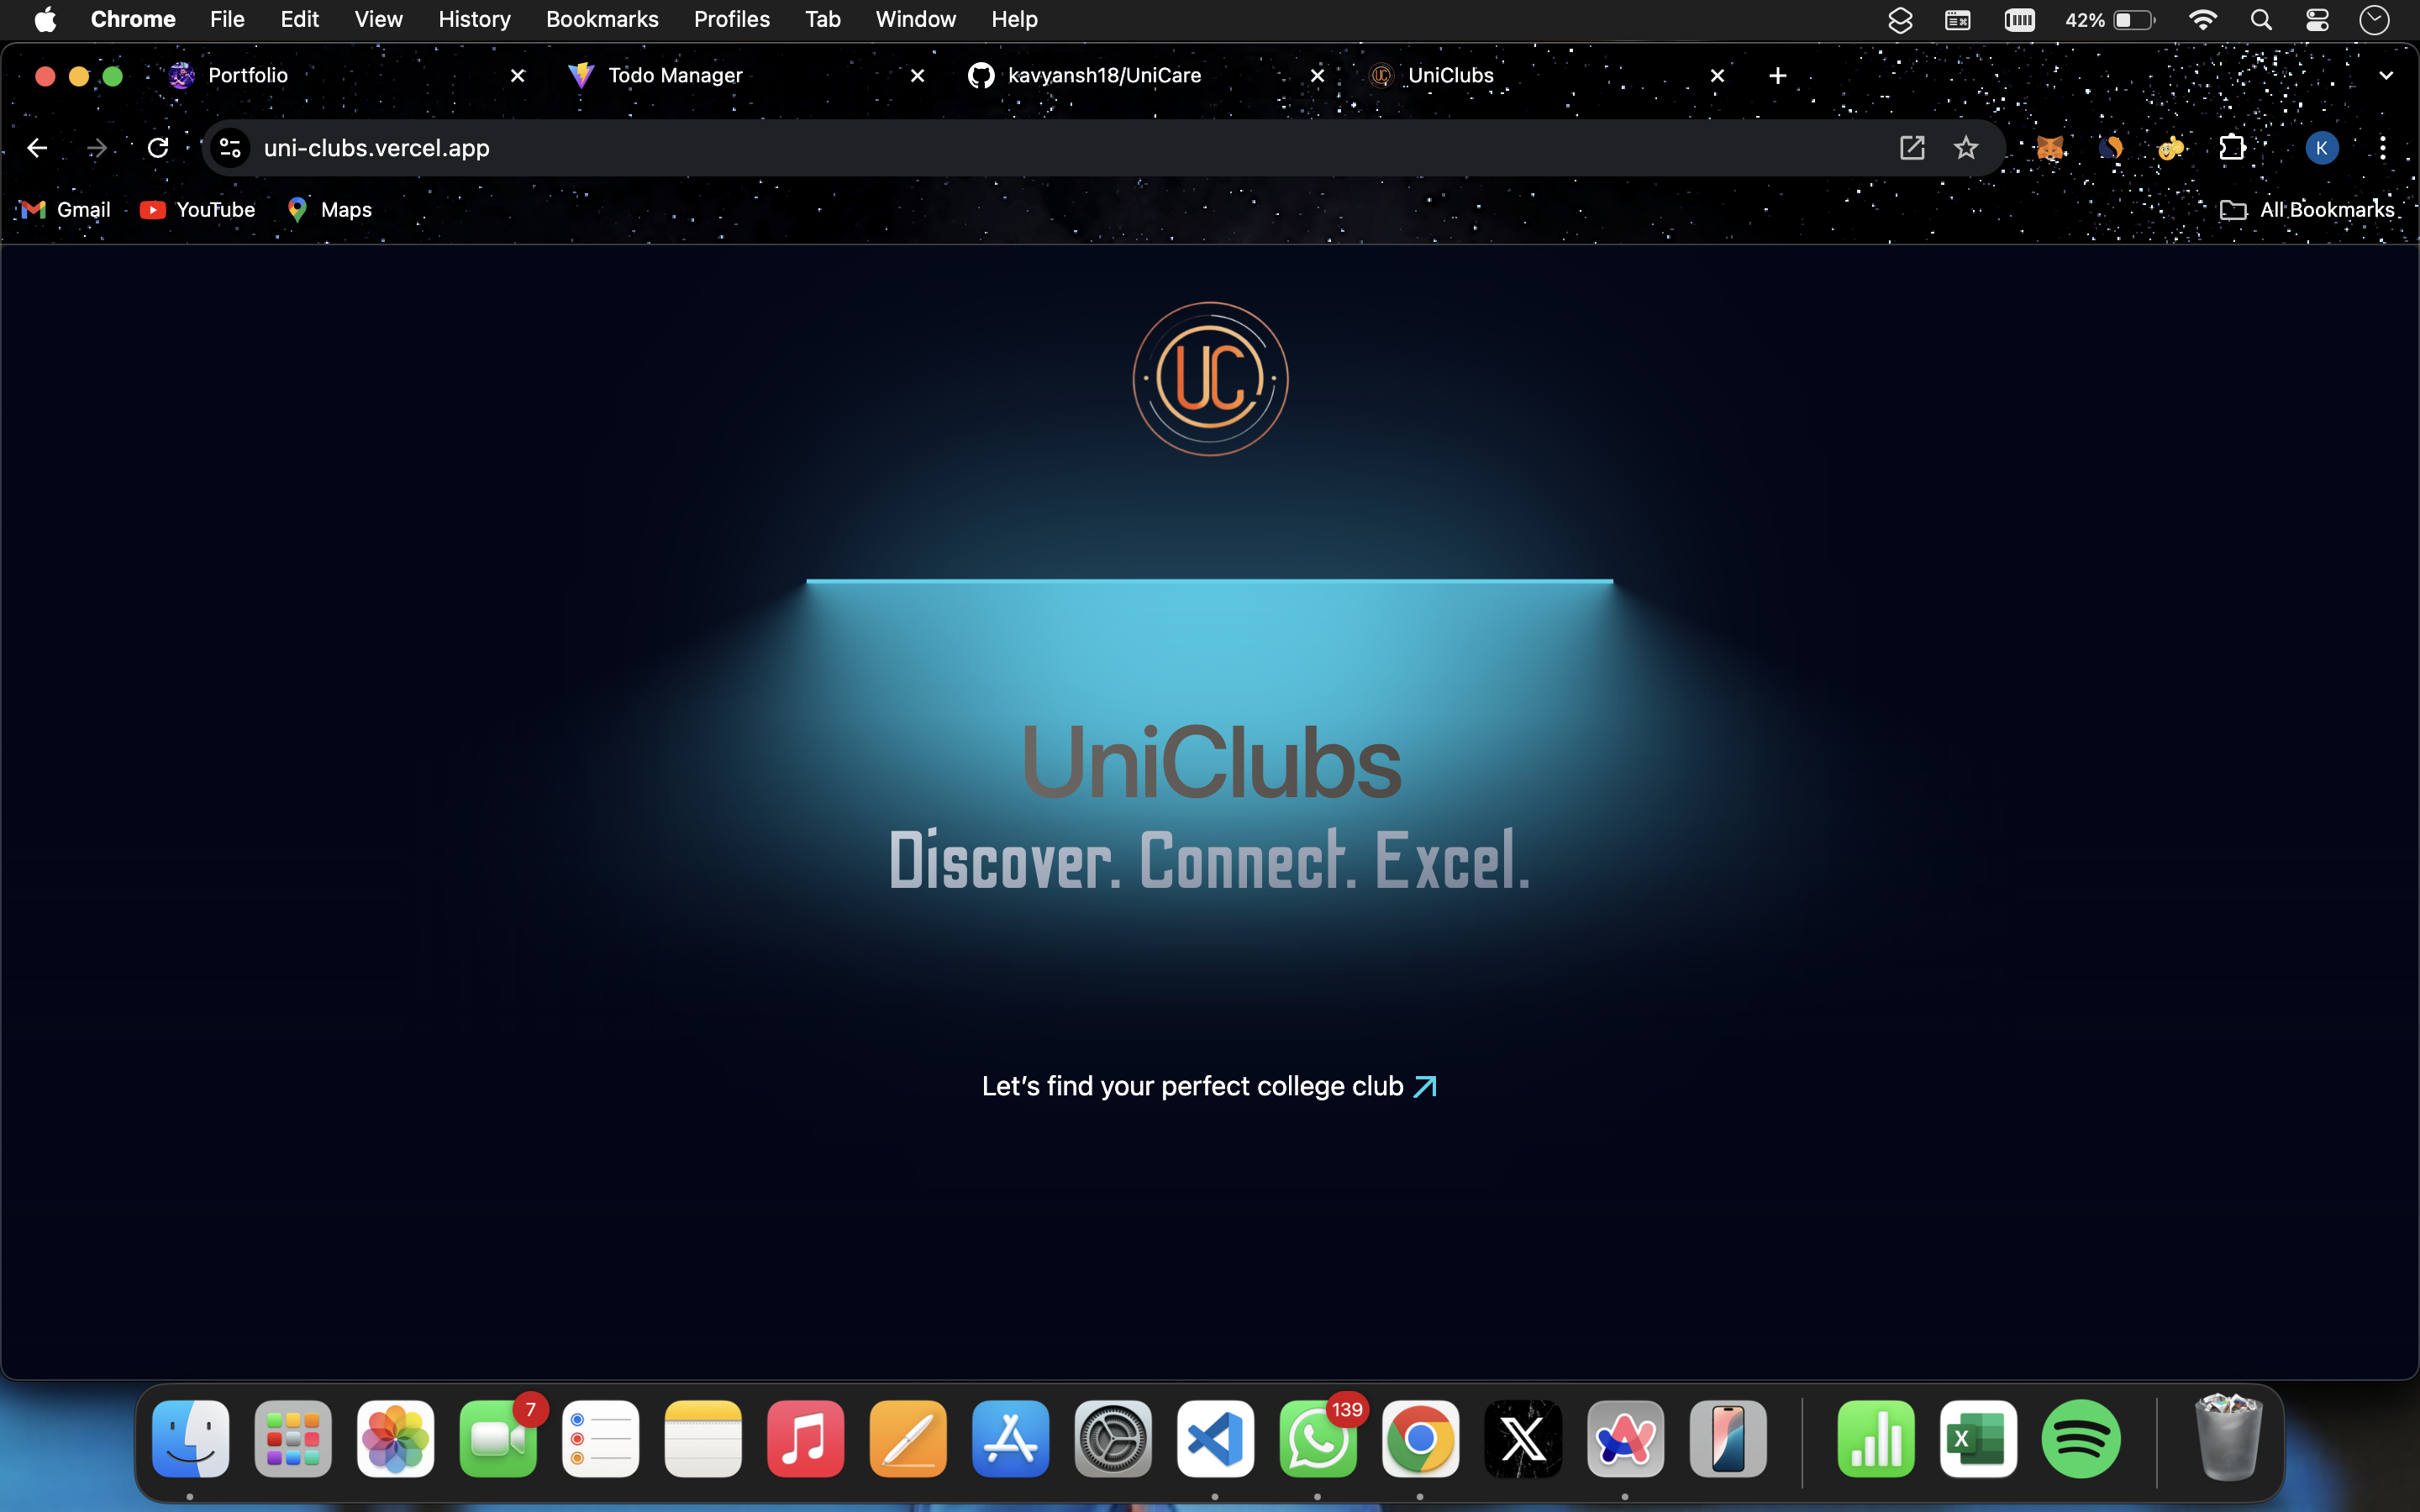 Chrome File Edit View History Bookmarks Profiles Tab Window Help 42%
Portfolio Todo Manager kavyansh18/UniCare UniClubs
uni-clubs.vercel.app K
Gmail YouTube Maps All Bookmarks
UC
UniClubs
Discover. Connect. Excel.
Let's find your perfect college club
7 139